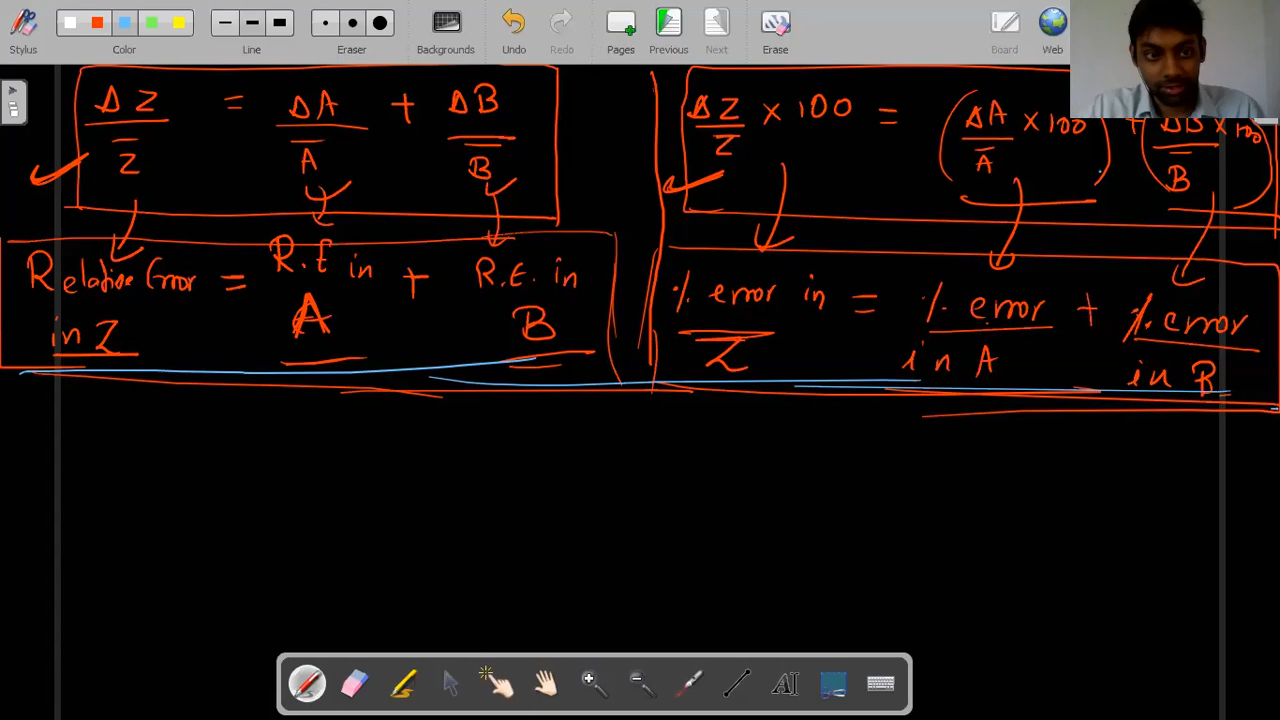 Stylus Color Line Eraser Backgrounds Undo Redo Pages Previous Next Erase Board Web
ΔZ/Z = ΔA/A + ΔB/B
Relative Error in Z = R.E in A + R.E. in B
ΔZ/Z × 100 = (ΔA/A × 100) + (ΔB/B × 100)
% error in Z = % error in A + % error in B
AI